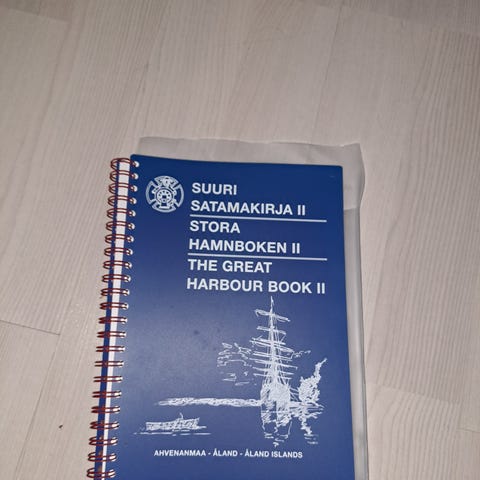 SUURI
SATAMAKIRJA II
STORA
HAMNBOKEN II
THE GREAT
HARBOUR BOOK II
AHVENANMAA - ÅLAND - ÅLAND ISLANDS